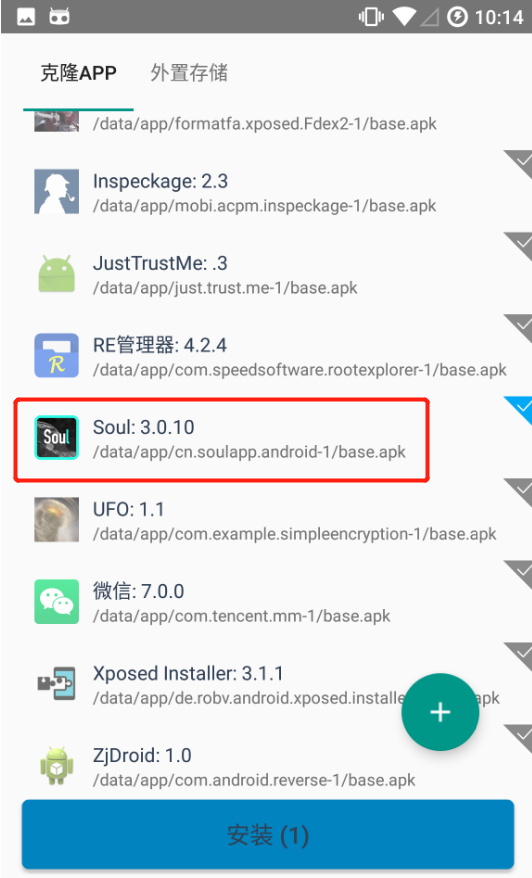 10:14
克隆APP
外置存储
/data/app/formatfa.xposed.Fdex2-1/base.apk
Inspeckage: 2.3
/data/app/mobi.acpm.inspeckage-1/base.apk
JustTrustMe: .3
/data/app/just.trust.me-1/base.apk
RE管理器: 4.2.4
/data/app/com.speedsoftware.rootexplorer-1/base.apk
Soul
Soul: 3.0.10
/data/app/cn.soulapp.android-1/base.apk
UFO: 1.1
/data/app/com.example.simpleencryption-1/base.apk
微信: 7.0.0
/data/app/com.tencent.mm-1/base.apk
Xposed Installer: 3.1.1
/data/app/de.robv.android.xposed.installe pk
ZjDroid: 1.0
/data/app/com.android.reverse-1/base.apk
安装 (1)